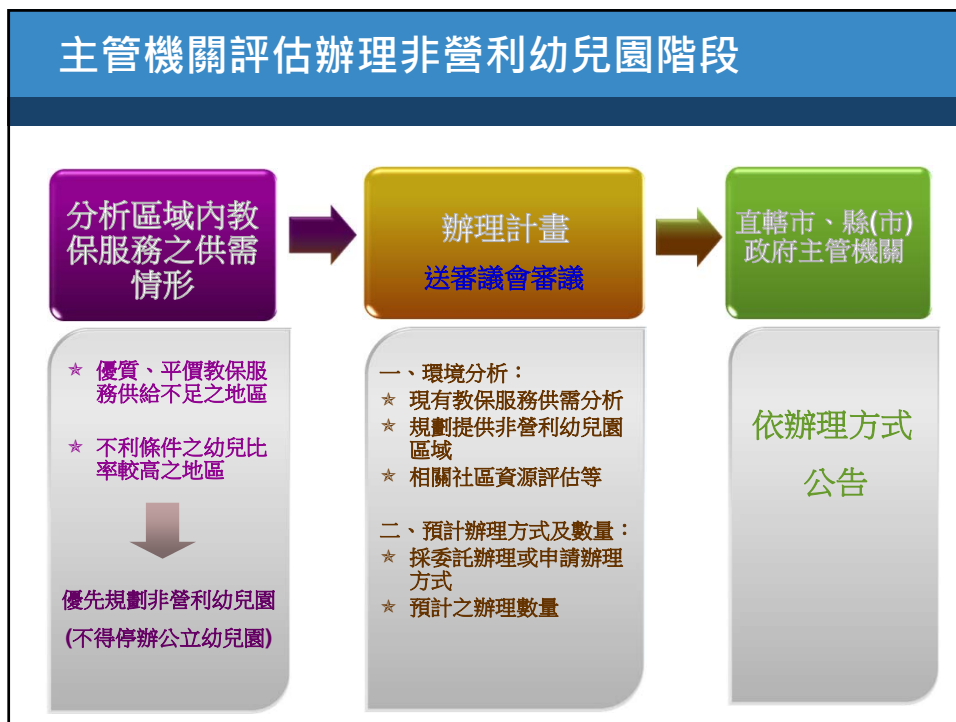 主管機關評估辦理非營利幼兒園階段
分析區域內教
保服務之供需
情形
★ 優質、平價教保服
務供給不足之地區
★ 不利條件之幼兒比
率較高之地區
優先規劃非營利幼兒園
(不得停辦公立幼兒園)
辦理計畫
送審議會審議
一、環境分析：
★ 現有教保服務供需分析
★ 規劃提供非營利幼兒園
區域
★ 相關社區資源評估等
二、預計辦理方式及數量：
★ 採委託辦理或申請辦理
方式
★ 預計之辦理數量
直轄市、縣(市)
政府主管機關
依辦理方式
公告